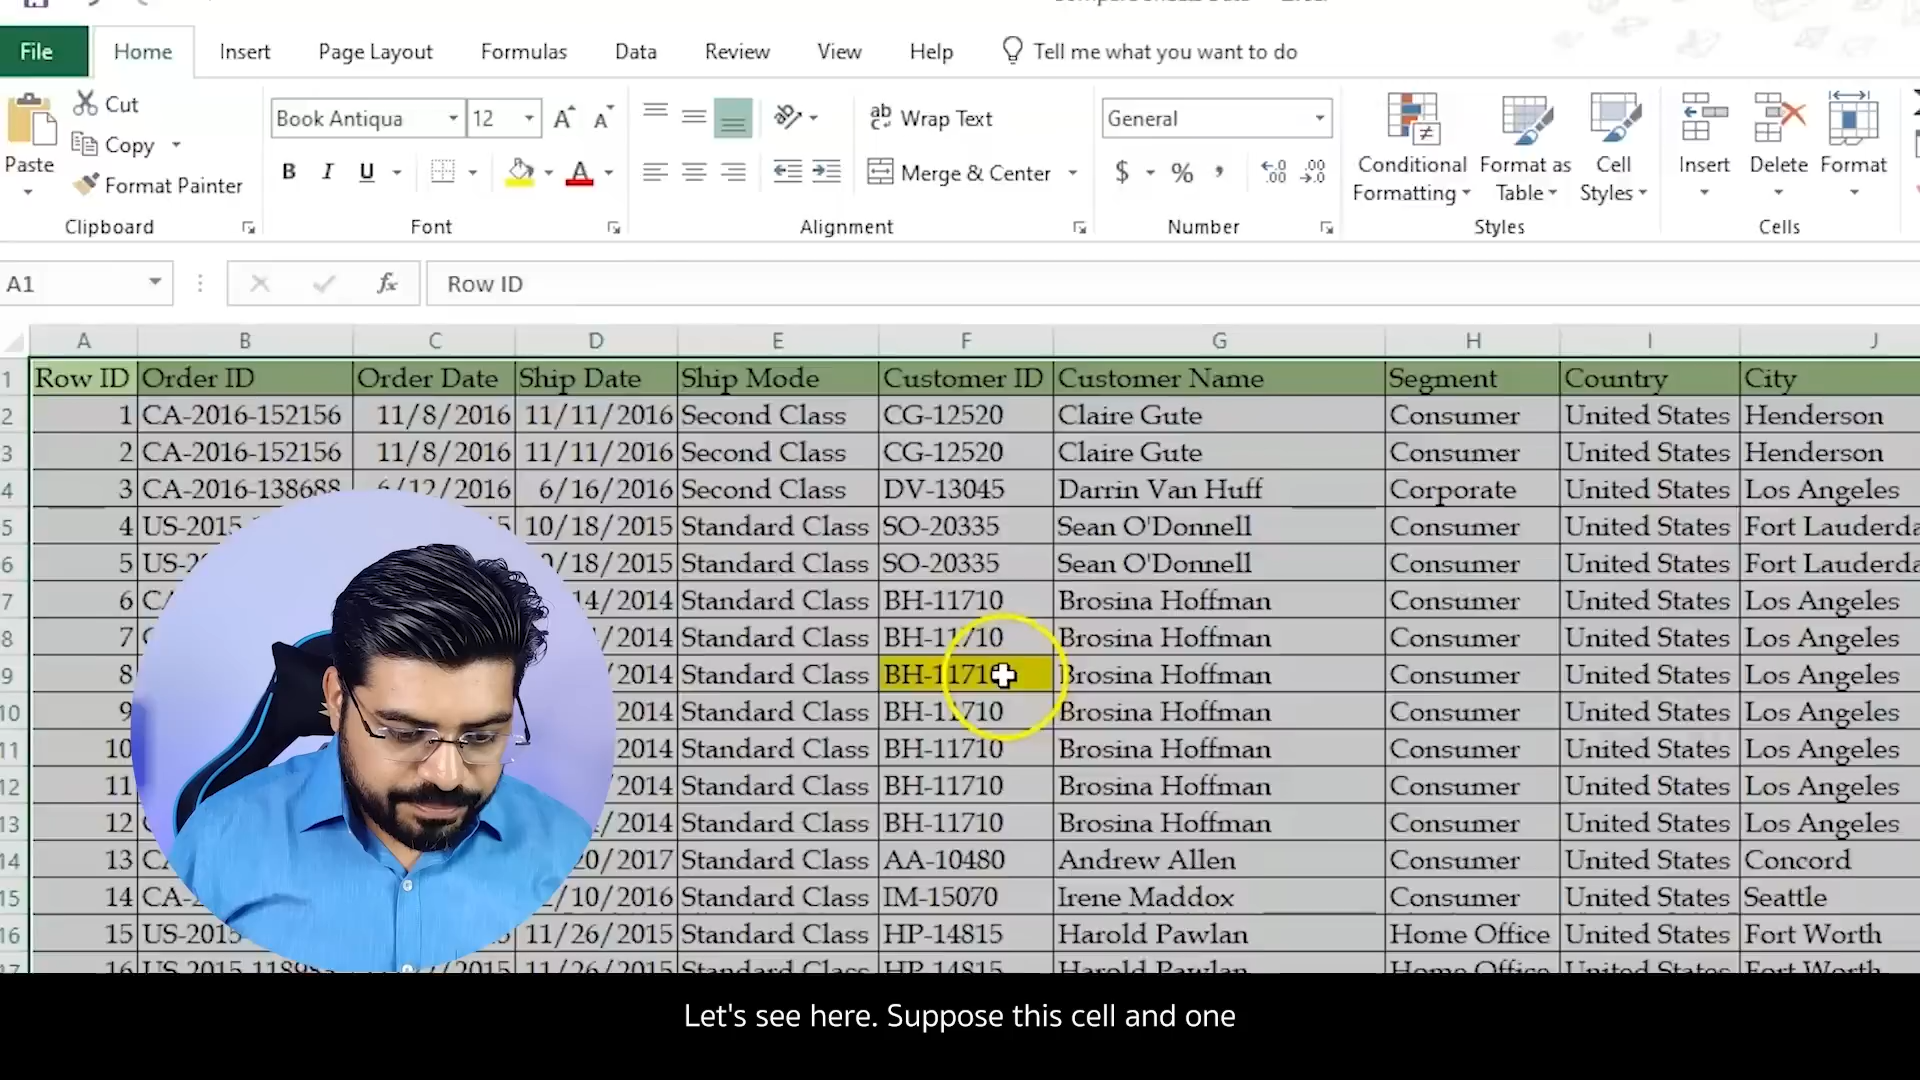 File Home Insert Page Layout Formulas Data Review View Help Tell me what you want to do
Cut
Copy
Format Painter
Paste
Clipboard
Book Antiqua 12
B I U
Font
Wrap Text
Merge & Center
Alignment
General
$ % ,
Number
Conditional Formatting
Format as Table
Cell Styles
Styles
Insert Delete Format
Cells
A1 fx Row ID
A B C D E F G H I J
1 Row ID Order ID Order Date Ship Date Ship Mode Customer ID Customer Name Segment Country City
2 1 CA-2016-152156 11/8/2016 11/11/2016 Second Class CG-12520 Claire Gute Consumer United States Henderson
3 2 CA-2016-152156 11/8/2016 11/11/2016 Second Class CG-12520 Claire Gute Consumer United States Henderson
4 3 CA-2016-138688 6/12/2016 6/16/2016 Second Class DV-13045 Darrin Van Huff Corporate United States Los Angeles
5 4 US-2015 10/18/2015 Standard Class SO-20335 Sean O'Donnell Consumer United States Fort Lauderda
6 5 US-2 /18/2015 Standard Class SO-20335 Sean O'Donnell Consumer United States Fort Lauderda
7 6 14/2014 Standard Class BH-11710 Brosina Hoffman Consumer United States Los Angeles
8 7 /2014 Standard Class BH-11710 Brosina Hoffman Consumer United States Los Angeles
9 8 /2014 Standard Class BH-1171 Brosina Hoffman Consumer United States Los Angeles
10 9 2014 Standard Class BH-11710 Brosina Hoffman Consumer United States Los Angeles
11 10 /2014 Standard Class BH-11710 Brosina Hoffman Consumer United States Los Angeles
12 11 /2014 Standard Class BH-11710 Brosina Hoffman Consumer United States Los Angeles
13 12 /2014 Standard Class BH-11710 Brosina Hoffman Consumer United States Los Angeles
14 13 20/2017 Standard Class AA-10480 Andrew Allen Consumer United States Concord
15 14 CA- /10/2016 Standard Class IM-15070 Irene Maddox Consumer United States Seattle
16 15 US-2015- 11/26/2015 Standard Class HP-14815 Harold Pawlan Home Office United States Fort Worth
17 16 US-2015-118983 /2015 11/26/2015 Standard Class HP-14815 Harold Pawlan Home Office United States Fort Worth
Let's see here. Suppose this cell and one